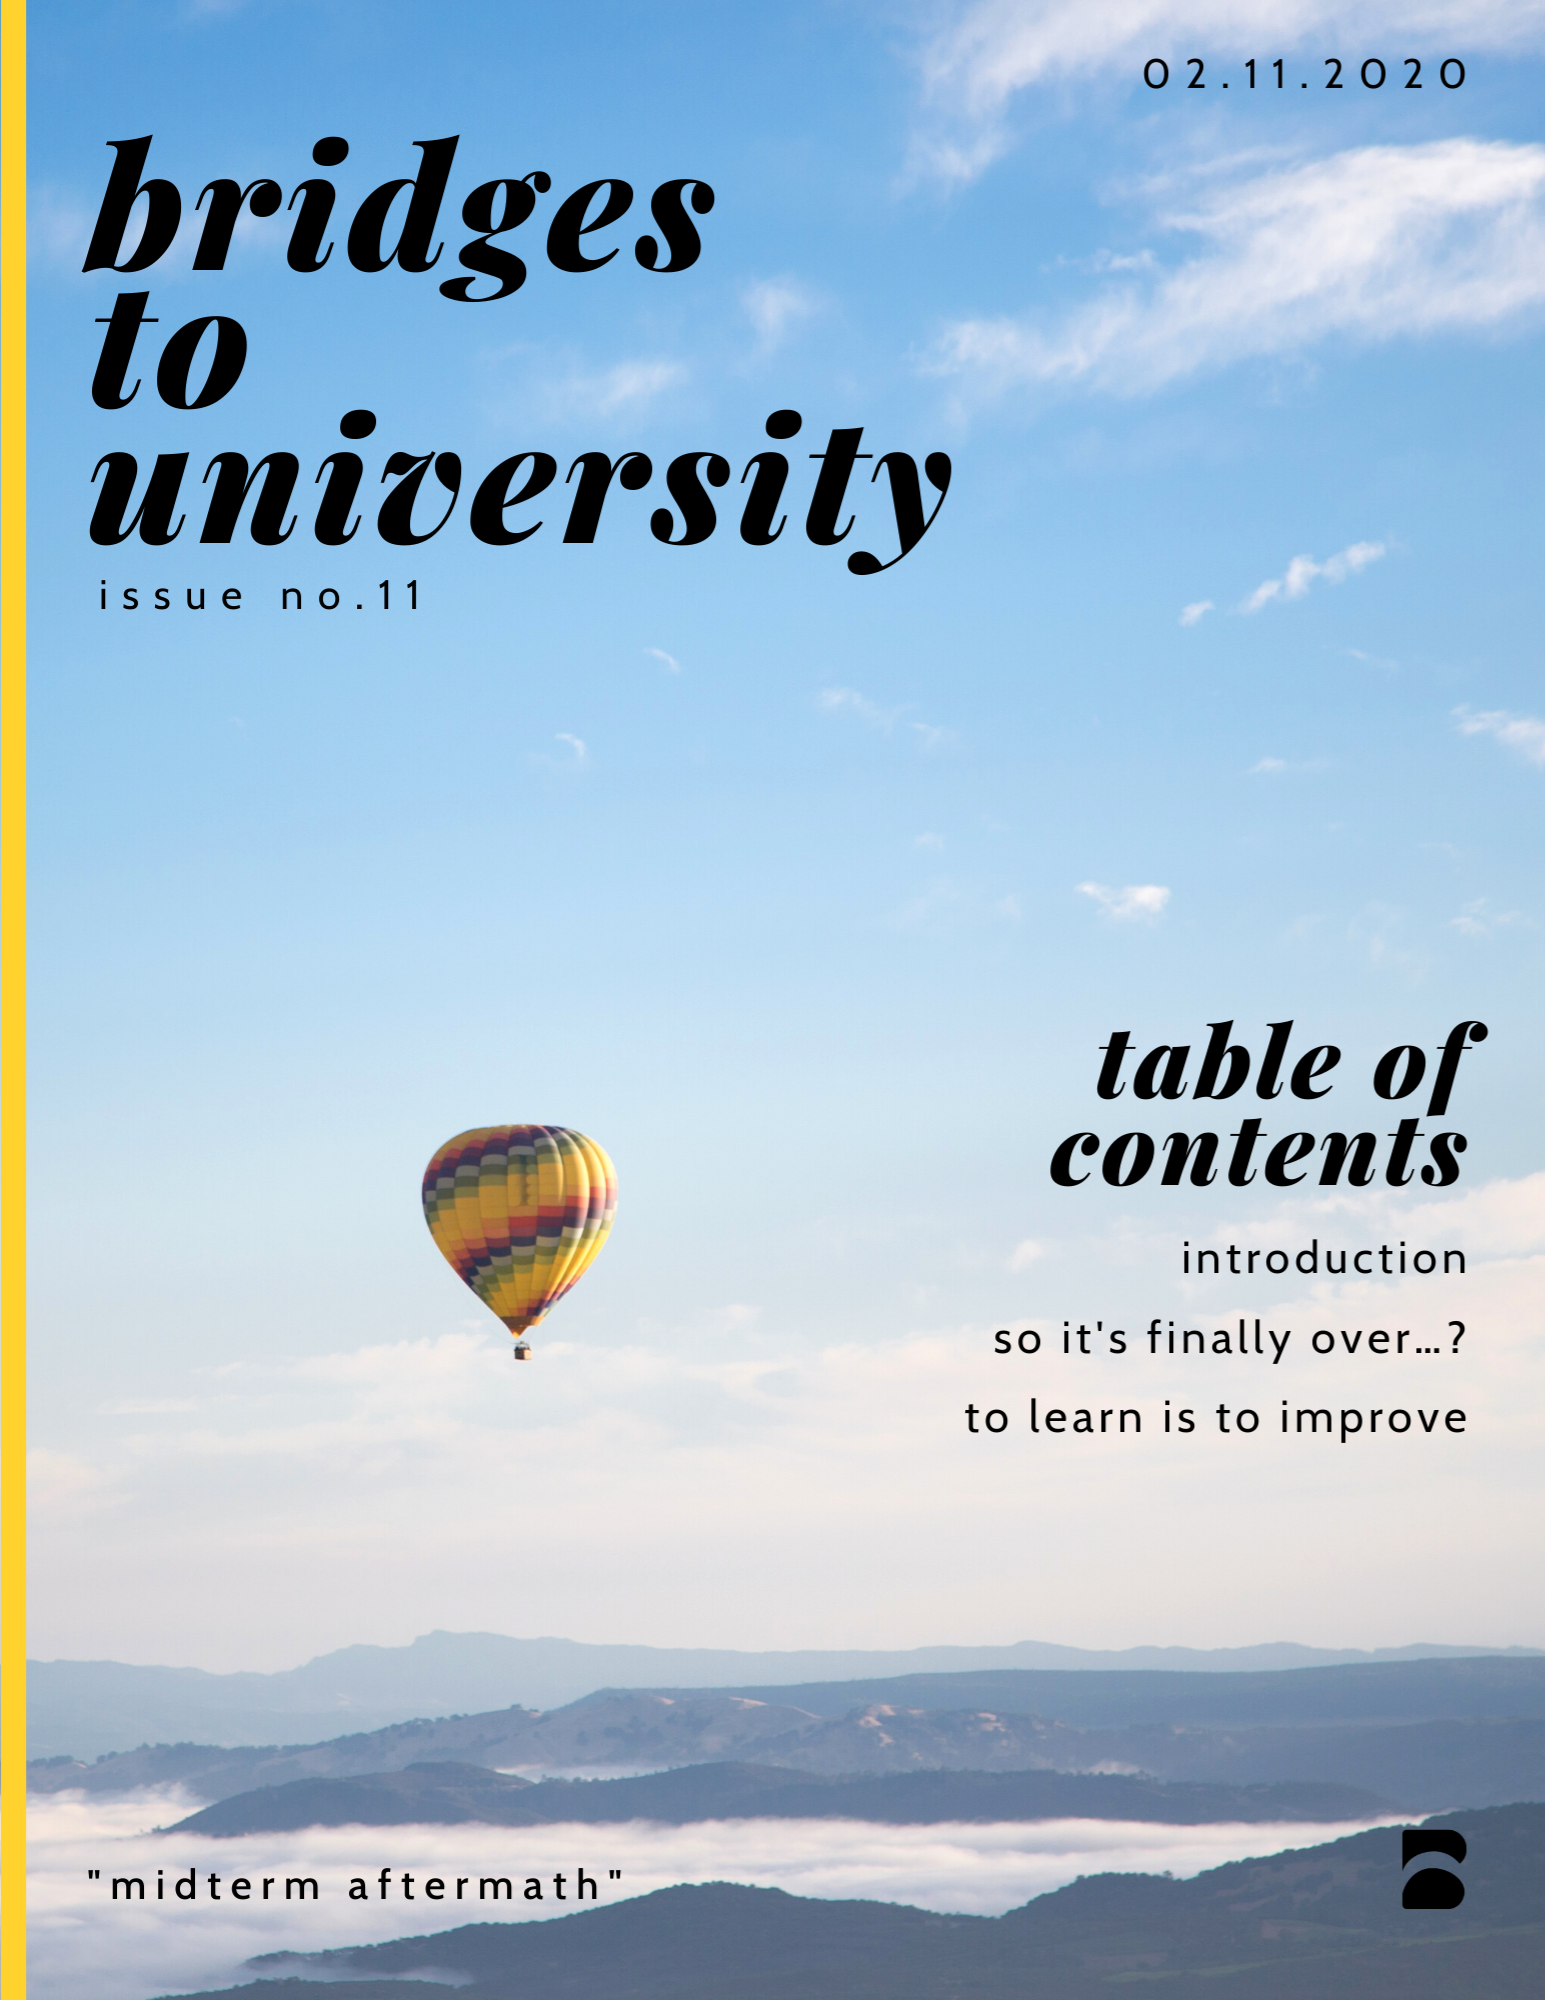 02.11.2020
bridges
to
university
issue no.11
table of
contents
introduction
so it's finally over...?
to learn is to improve
"midterm aftermath"